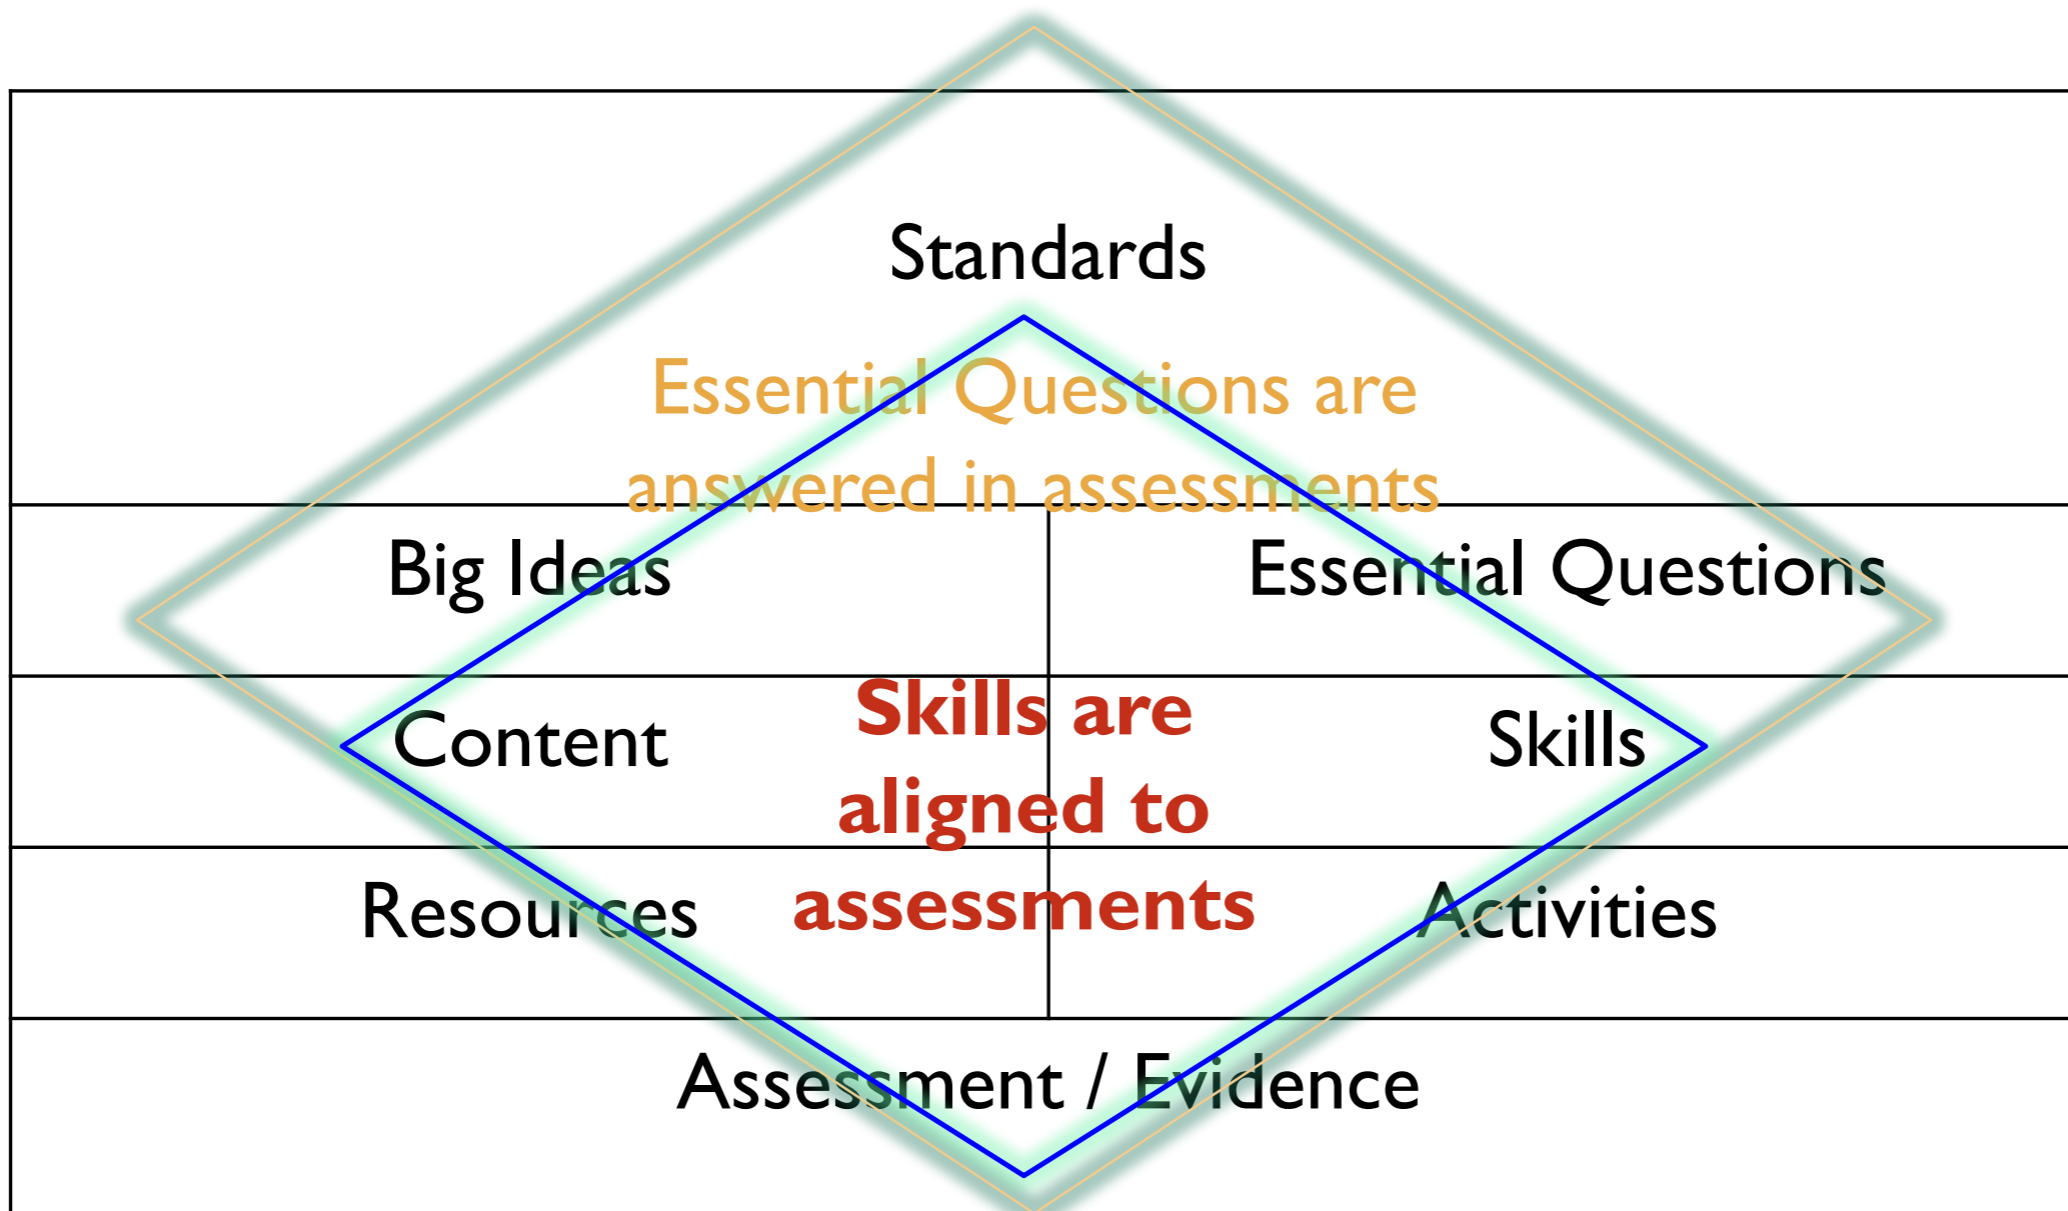 Standards
Essential Questions are
answered in assessments
Big Ideas
Essential Questions
Skills are
aligned to
assessments
Content
Skills
Resources
Activities
Assessment / Evidence